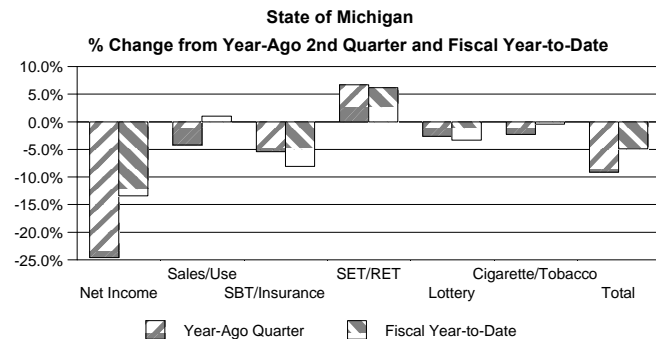 State of Michigan
% Change from Year-Ago 2nd Quarter and Fiscal Year-to-Date
10.0%
5.0%
0.0%
-5.0%
-10.0%
-15.0%
-20.0%
-25.0%
Sales/Use SET/RET Cigarette/Tobacco
Net Income SBT/Insurance Lottery Total
Year-Ago Quarter Fiscal Year-to-Date